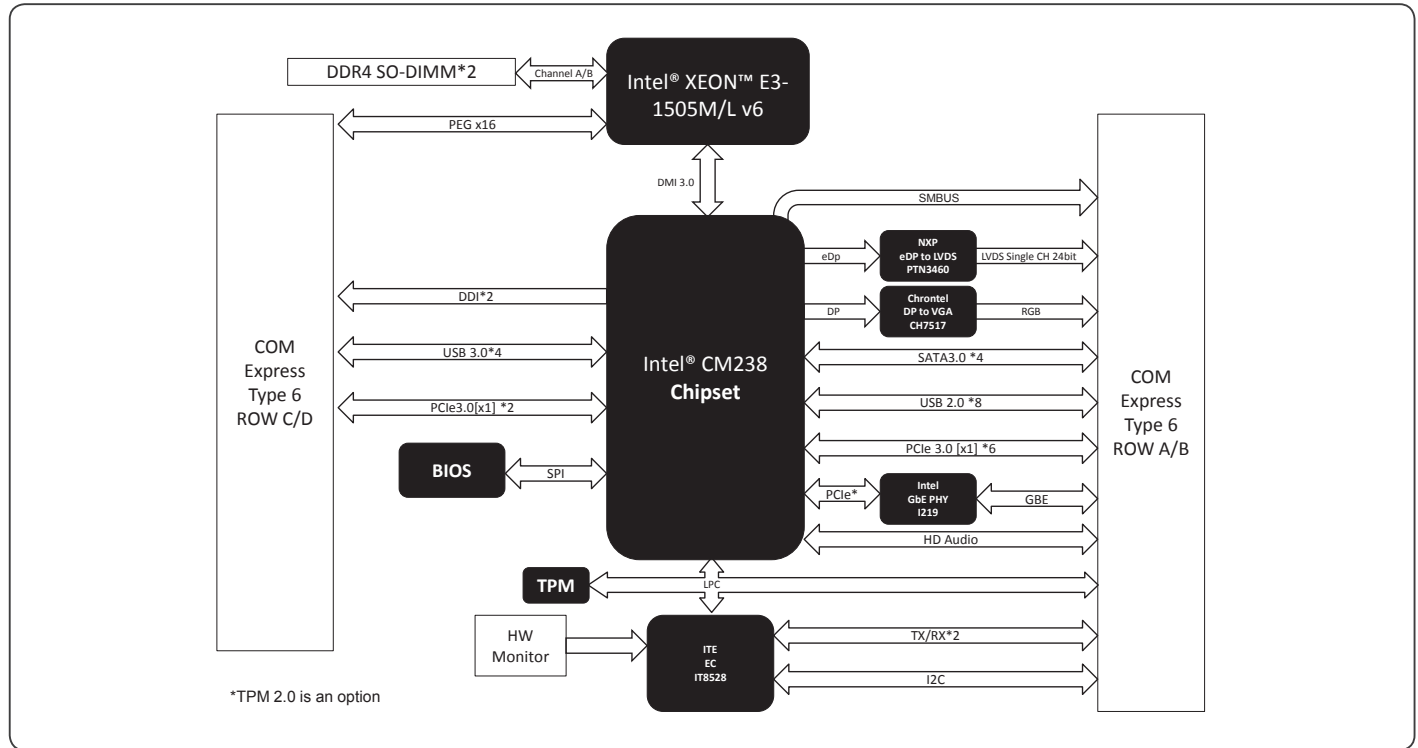 DDR4 SO-DIMM*2
Channel A/B
Intel® XEON™ E3-
1505M/L v6
PEG x16
DMI 3.0
SMBUS
eDp
NXP
eDP to LVDS
PTN3460
LVDS Single CH 24bit
DDI*2
DP
Chrontel
DP to VGA
CH7517
RGB
COM
Express
Type 6
ROW C/D
USB 3.0*4
PCIe3.0[x1] *2
Intel® CM238
Chipset
SATA3.0 *4
USB 2.0 *8
PCIe 3.0 [x1] *6
COM
Express
Type 6
ROW A/B
BIOS
SPI
PCIe*
Intel
GbE PHY
I219
GBE
HD Audio
TPM
LPC
HW
Monitor
ITE
EC
IT8528
TX/RX*2
I2C
*TPM 2.0 is an option